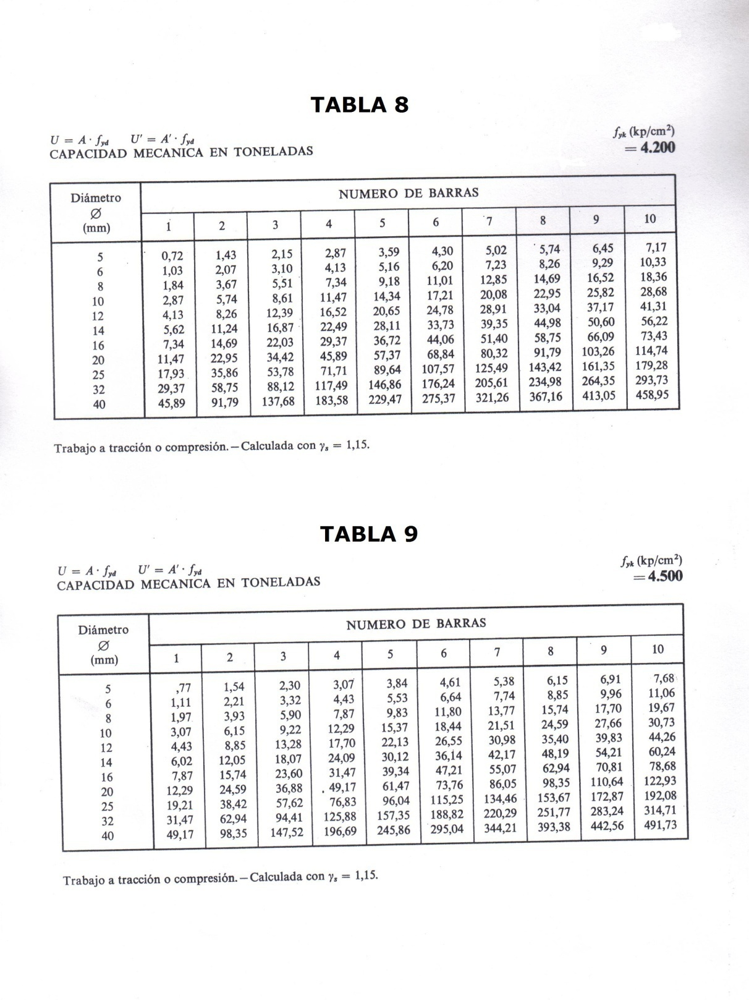 TABLA 8
U = A · fyd U′ = A′ · fyd
CAPACIDAD MECANICA EN TONELADAS
fyk (kp/cm²)
= 4.200
Diámetro
Ø
(mm)
NUMERO DE BARRAS
1 2 3 4 5 6 7 8 9 10
5 0,72 1,43 2,15 2,87 3,59 4,30 5,02 5,74 6,45 7,17
6 1,03 2,07 3,10 4,13 5,16 6,20 7,23 8,26 9,29 10,33
8 1,84 3,67 5,51 7,34 9,18 11,01 12,85 14,69 16,52 18,36
10 2,87 5,74 8,61 11,47 14,34 17,21 20,08 22,95 25,82 28,68
12 4,13 8,26 12,39 16,52 20,65 24,78 28,91 33,04 37,17 41,31
14 5,62 11,24 16,87 22,49 28,11 33,73 39,35 44,98 50,60 56,22
16 7,34 14,69 22,03 29,37 36,72 44,06 51,40 58,75 66,09 73,43
20 11,47 22,95 34,42 45,89 57,37 68,84 80,32 91,79 103,26 114,74
25 17,93 35,86 53,78 71,71 89,64 107,57 125,49 143,42 161,35 179,28
32 29,37 58,75 88,12 117,49 146,86 176,24 205,61 234,98 264,35 293,73
40 45,89 91,79 137,68 183,58 229,47 275,37 321,26 367,16 413,05 458,95
Trabajo a tracción o compresión.—Calculada con γs = 1,15.
TABLA 9
U = A · fyd U′ = A′ · fyd
CAPACIDAD MECANICA EN TONELADAS
fyk (kp/cm²)
= 4.500
Diámetro
Ø
(mm)
NUMERO DE BARRAS
1 2 3 4 5 6 7 8 9 10
5 ,77 1,54 2,30 3,07 3,84 4,61 5,38 6,15 6,91 7,68
6 1,11 2,21 3,32 4,43 5,53 6,64 7,74 8,85 9,96 11,06
8 1,97 3,93 5,90 7,87 9,83 11,80 13,77 15,74 17,70 19,67
10 3,07 6,15 9,22 12,29 15,37 18,44 21,51 24,59 27,66 30,73
12 4,43 8,85 13,28 17,70 22,13 26,55 30,98 35,40 39,83 44,26
14 6,02 12,05 18,07 24,09 30,12 36,14 42,17 48,19 54,21 60,24
16 7,87 15,74 23,60 31,47 39,34 47,21 55,07 62,94 70,81 78,68
20 12,29 24,59 36,88 49,17 61,47 73,76 86,05 98,35 110,64 122,93
25 19,21 38,42 57,62 76,83 96,04 115,25 134,46 153,67 172,87 192,08
32 31,47 62,94 94,41 125,88 157,35 188,82 220,29 251,77 283,24 314,71
40 49,17 98,35 147,52 196,69 245,86 295,04 344,21 393,38 442,56 491,73
Trabajo a tracción o compresión.—Calculada con γs = 1,15.